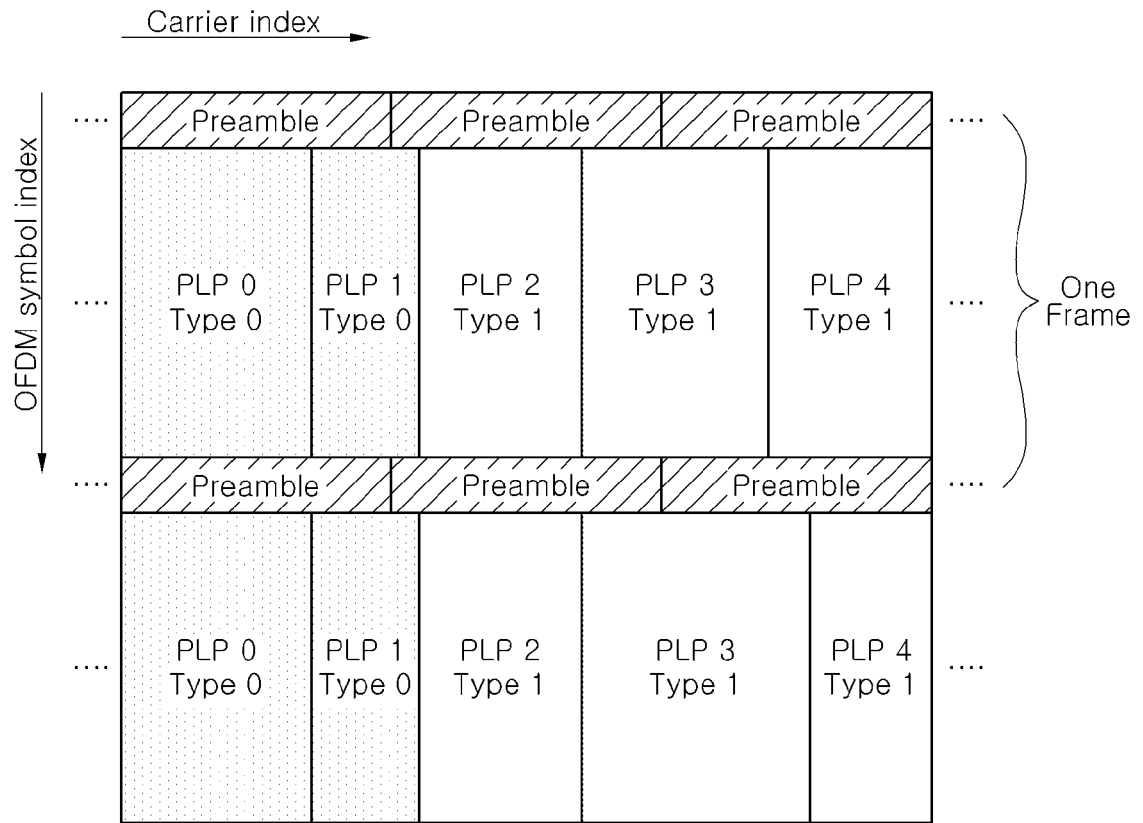 Carrier index
OFDM symbol index
.... Preamble Preamble Preamble ....
.... PLP 0 PLP 1 PLP 2 PLP 3 PLP 4 ....
Type 0 Type 0 Type 1 Type 1 Type 1
One
Frame
.... Preamble Preamble Preamble ....
.... PLP 0 PLP 1 PLP 2 PLP 3 PLP 4 ....
Type 0 Type 0 Type 1 Type 1 Type 1